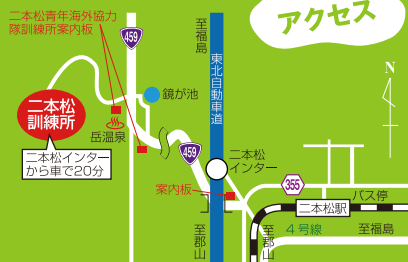 アクセス
二本松青年海外協力
隊訓練所案内板
459
至福島
東北自動車道
N
鏡が池
二本松
訓練所
岳温泉
二本松インター
から車で20分
459
二本松
インター
案内板
355
バス停
二本松駅
至郡山
至郡山
4号線
至福島